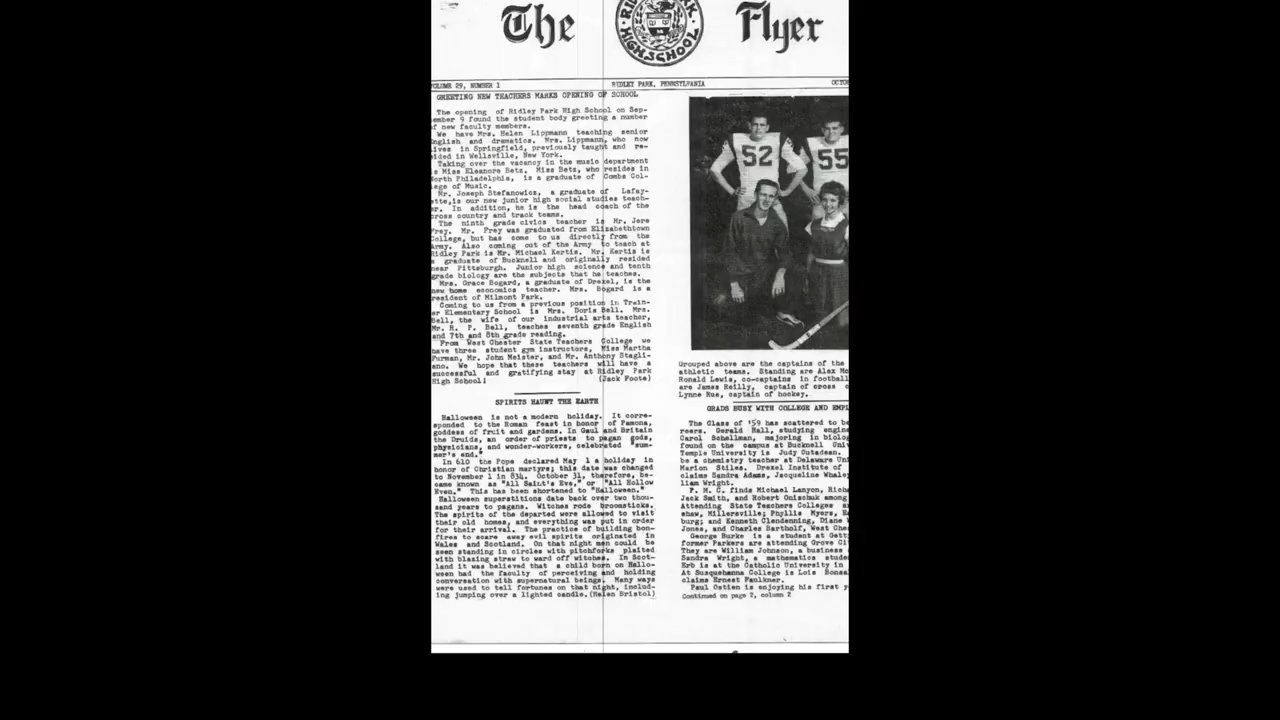 The Flyer
HIGH SCHOOL
OLUME 29, NUMBER 1
RIDLEY PARK, PENNSYLVANIA
OCTO
GREETING NEW TEACHERS MARKS OPENING OF SCHOOL
The opening of Ridley Park High School on Sep-
ember 9 found the student body greeting a number
of new faculty members.
We have Mrs. Helen Lippmann teaching senior
nglish and dramatics. Mrs. Lippmann, who now
ives in Springfield, previously taught and re-
ided in Wellsville, New York.
Taking over the vacancy in the music department
s Miss Eleanore Betz. Miss Betz, who resides in
orth Philadelphia, is a graduate of Combs Col-
ege of Music.
Mr. Joseph Stefanowicz, a graduate of Lafay-
ette, is our new junior high social studies teach-
er. In addition, he is the head coach of the
cross country and track teams.
The ninth grade civics teacher is Mr. Jere
Frey. Mr. Frey was graduated from Elizabethtown
College, but has come to us directly from the
Army. Also coming out of the Army to teach at
Ridley Park is Mr. Michael Kertis. Mr. Kertis is
a graduate of Bucknell and originally resided
near Pittsburgh. Junior high science and tenth
grade biology are the subjects that he teaches.
Mrs. Grace Bogard, a graduate of Drexel, is the
new home economics teacher. Mrs. Bogard is a
resident of Milmont Park.
Coming to us from a previous position in Train-
er Elementary School is Mrs. Doris Bell. Mrs.
Bell, the wife of our industrial arts teacher,
Mr. R. P. Bell, teaches seventh grade English
and 7th and 8th grade reading.
From West Chester State Teachers College we
have three student gym instructors, Miss Martha
Furman, Mr. John Meister, and Mr. Anthony Stagli-
ano. We hope that these teachers will have a
successful and gratifying stay at Ridley Park
High School! (Jack Foote)
SPIRITS HAUNT THE EARTH
Halloween is not a modern holiday. It corre-
sponded to the Roman feast in honor of Pamona,
goddess of fruit and gardens. In Gaul and Britain
the Druids, an order of priests to pagan gods,
physicians, and wonder-workers, celebrated "sum-
mer's end."
In 610 the Pope declared May 1 a holiday in
honor of Christian martyrs; this date was changed
to November 1 in 834. October 31, therefore, be-
came known as "All Saint's Eve," or "All Hollow
Even." This has been shortened to "Halloween."
Halloween superstitions date back over two thou-
sand years to pagans. Witches rode broomsticks.
The spirits of the departed were allowed to visit
their old homes, and everything was put in order
for their arrival. The practice of building bon-
fires to scare away evil spirits originated in
Wales and Scotland. On that night men could be
seen standing in circles with pitchforks plaited
with blazing straw to ward off witches. In Scot-
land it was believed that a child born on Hallo-
ween had the faculty of perceiving and holding
conversation with supernatural beings. Many ways
were used to tell fortunes on that night, includ-
ing jumping over a lighted candle. (Helen Bristol)
52
55
Grouped above are the captains of the
athletic teams. Standing are Alex Mc
Ronald Lewis, co-captains in football
are James Reilly, captain of cross c
Lynne Rue, captain of hockey.
GRADS BUSY WITH COLLEGE AND EMPL
The Class of '59 has scattered to be
reers. Gerald Hall, studying engine
Carol Schellman, majoring in biolog
found on the campus at Bucknell Uni
Temple University is Judy Outadean.
be a chemistry teacher at Delaware Un
Marion Stiles. Drexel Institute of
claims Sandra Adams, Jacqueline Whale
liam Wright.
P. M. C. finds Michael Lanyon, Rich
Jack Smith, and Robert Onischuk among
Attending State Teachers Colleges a
shaw, Millersville; Phyllis Myers, 
burg; and Kenneth Clendenning, Diane
Jones, and Charles Bartholf, West Che
George Burke is a student at Gett
former Parkers are attending Grove Ci
They are William Johnson, a business
Sandra Wright, a mathematics stude
Erb is at the Catholic University in
At Susquehanna College is Lois Bonsa
claims Ernest Faulkner.
Paul Ostien is enjoying his first y
Continued on page 2, column 2